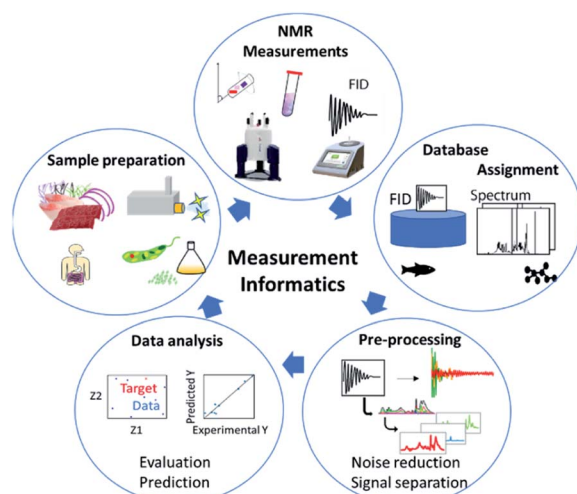 NMR
Measurements
FID
Sample preparation
Database
Assignment
FID
Spectrum
Measurement
Informatics
Data analysis
Z2
Target
Data
Z1
Predicted Y
Experimental Y
Evaluation
Prediction
Pre-processing
Noise reduction
Signal separation